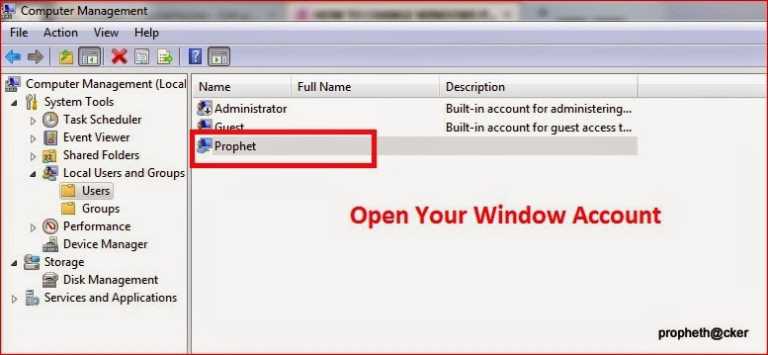 Computer Management
File Action View Help
Computer Management (Local
System Tools
Task Scheduler
Event Viewer
Shared Folders
Local Users and Groups
Users
Groups
Performance
Device Manager
Storage
Disk Management
Services and Applications
Name Full Name Description
Administrator Built-in account for administering...
Guest Built-in account for guest access t...
Prophet
Open Your Window Account
propheth@cker